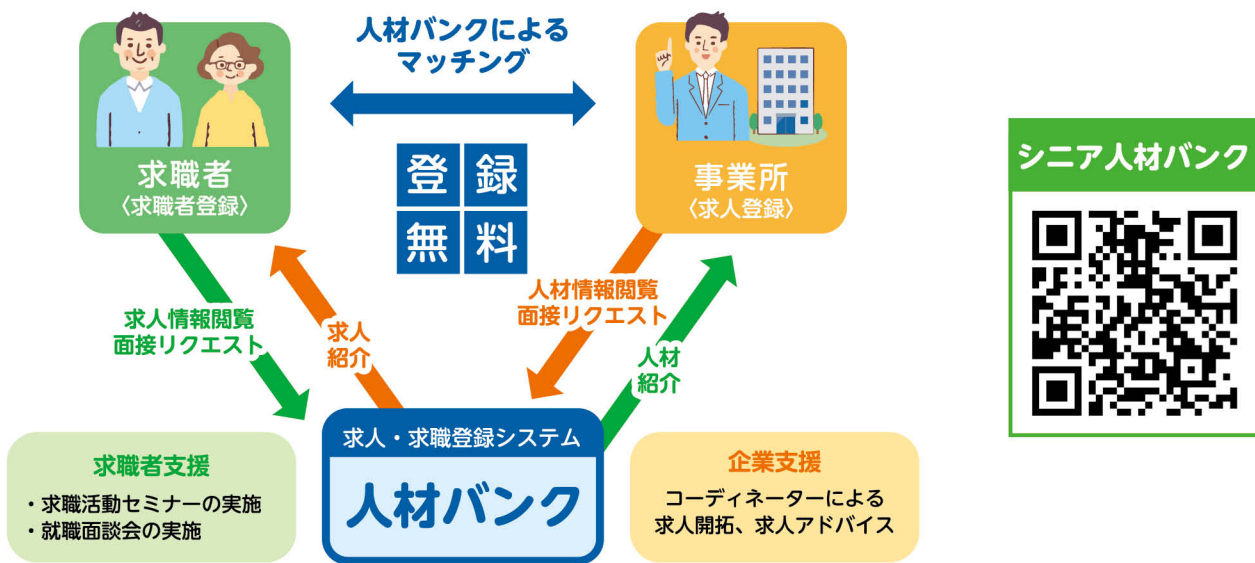 人材バンクによる
マッチング
求職者
〈求職者登録〉
登録
無料
事業所
〈求人登録〉
シニア人材バンク
求人情報閲覧
面接リクエスト
求人
紹介
人材情報閲覧
面接リクエスト
人材
紹介
求人・求職登録システム
人材バンク
求職者支援
・求職活動セミナーの実施
・就職面談会の実施
企業支援
コーディネーターによる
求人開拓、求人アドバイス